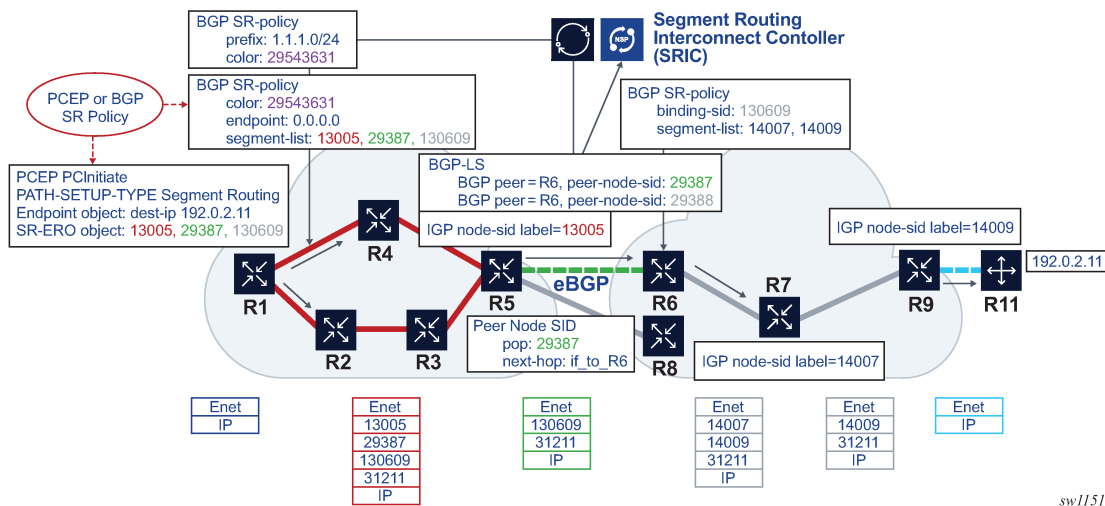 BGP SR-policy
prefix: 1.1.1.0/24
color: 29543631
NSP
Segment Routing
Interconnect Contoller
(SRIC)
PCEP or BGP
SR Policy
BGP SR-policy
color: 29543631
endpoint: 0.0.0.0
segment-list: 13005, 29387, 130609
BGP SR-policy
binding-sid: 130609
segment-list: 14007, 14009
PCEP PCInitiate
PATH-SETUP-TYPE Segment Routing
Endpoint object: dest-ip 192.0.2.11
SR-ERO object: 13005, 29387, 130609
BGP-LS
BGP peer=R6, peer-node-sid: 29387
BGP peer=R6, peer-node-sid: 29388
IGP node-sid label=13005
IGP node-sid label=14009
192.0.2.11
R4
R1
R5
eBGP
R6
R7
R9
R11
R2
R3
Peer Node SID
pop: 29387
next-hop: if_to_R6
R8
IGP node-sid label=14007
Enet
IP
Enet
13005
29387
130609
31211
IP
Enet
130609
31211
IP
Enet
14007
14009
31211
IP
Enet
14009
31211
IP
Enet
IP
sw1151